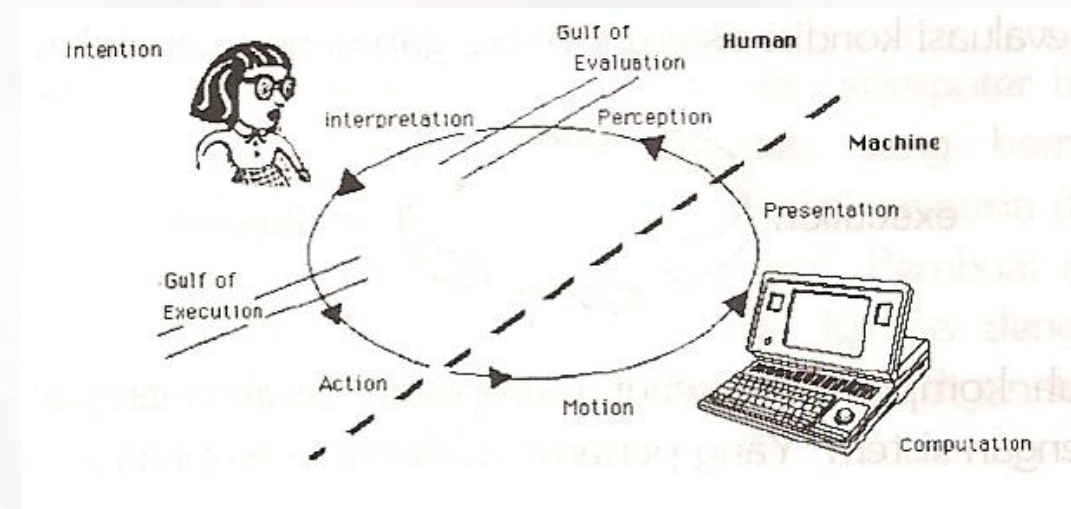 Intention
Gulf of
Evaluation
Human
Interpretation
Perception
Machine
Presentation
Gulf of
Execution
Action
Motion
Computation